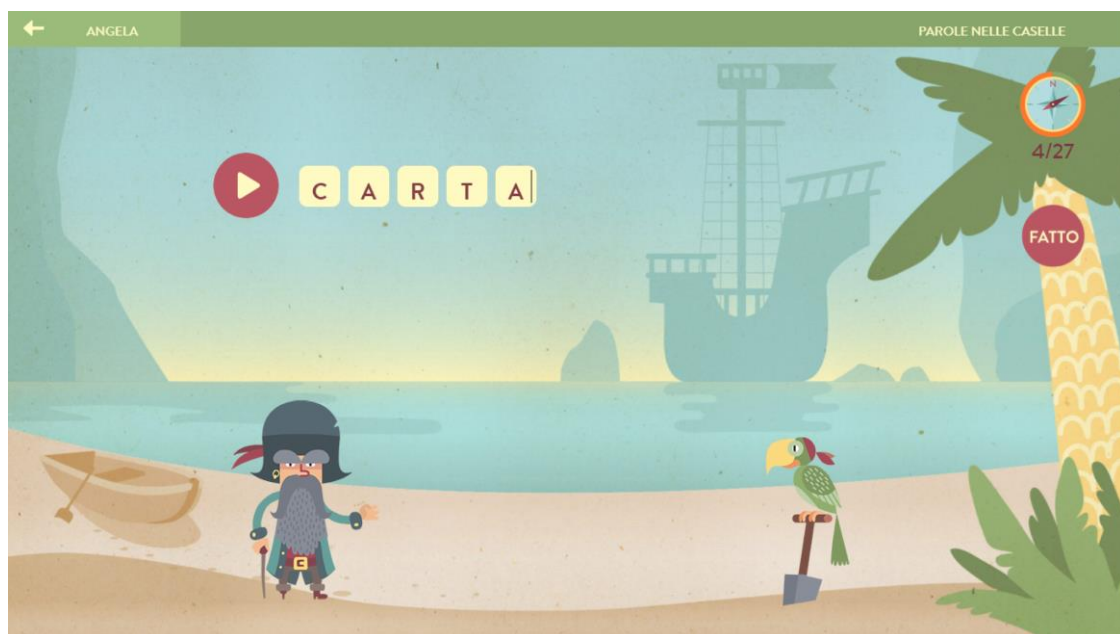 ANGELA
PAROLE NELLE CASELLE
N
4/27
C A R T A
FATTO